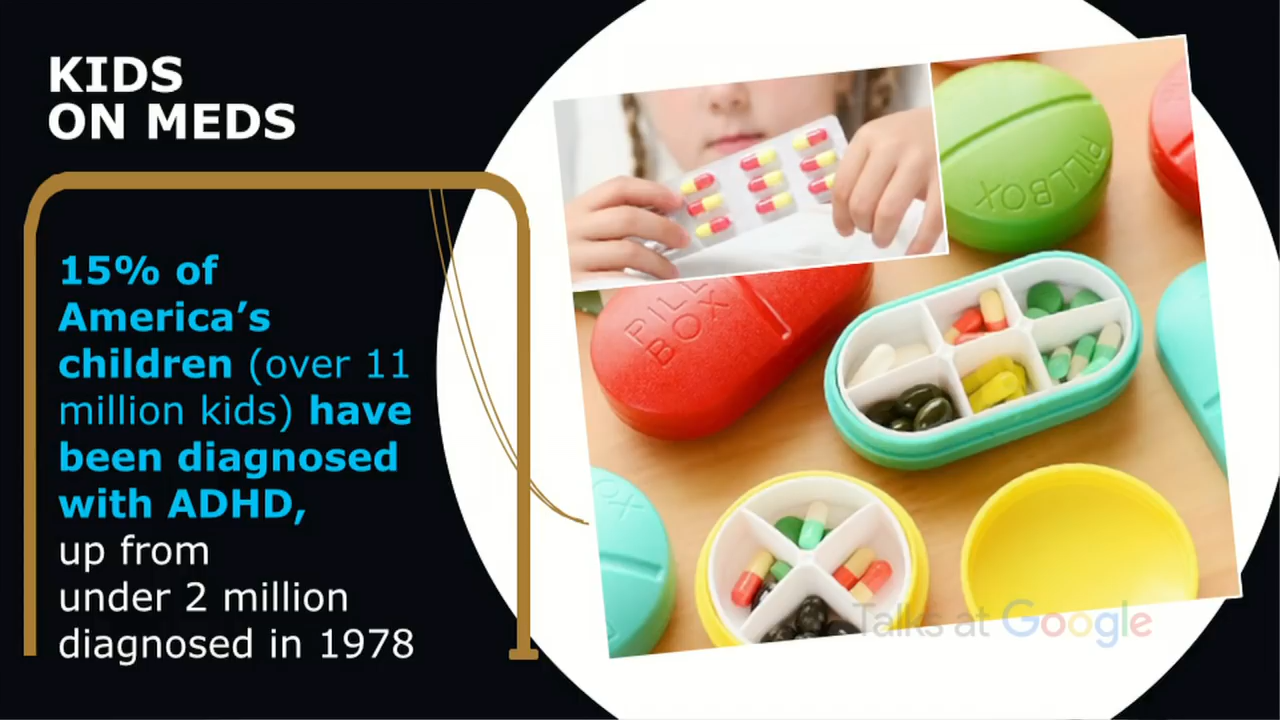 KIDS
ON MEDS
15% of
America’s
children (over 11
million kids) have
been diagnosed
with ADHD,
up from
under 2 million
diagnosed in 1978
PILLBOX
PILL
BOX
OX
Talks at Google